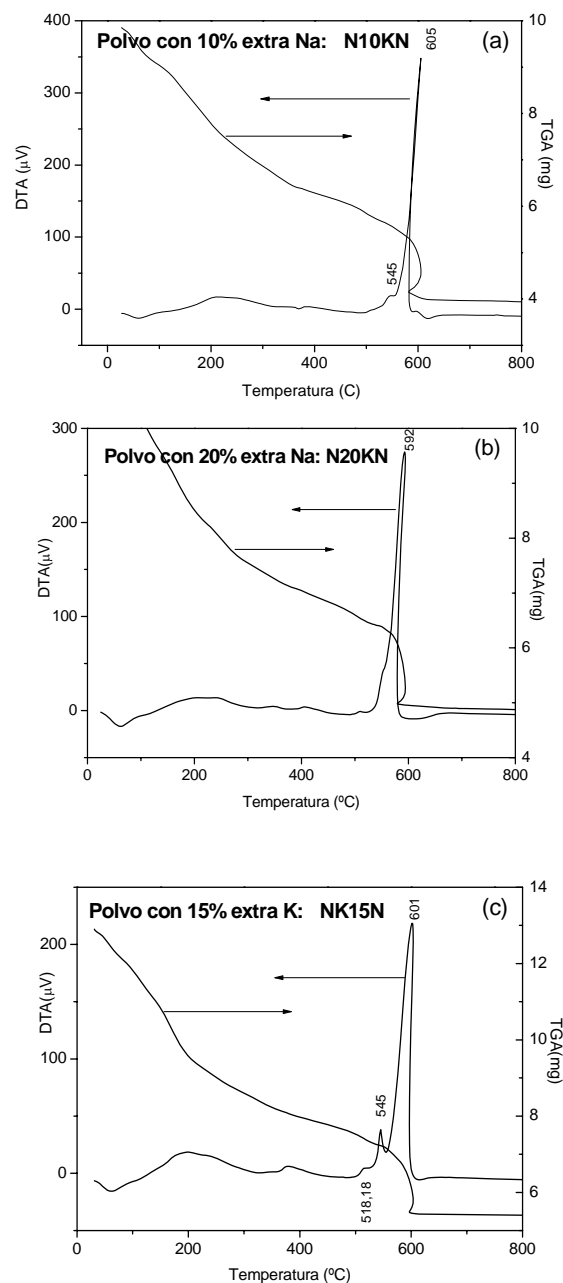 Polvo con 10% extra Na: N10KN
(a)
605
545
400
300
200
100
0
DTA (μV)
10
8
6
4
TGA (mg)
0 200 400 600 800
Temperatura (C)
Polvo con 20% extra Na: N20KN
(b)
592
300
200
100
0
DTA(μV)
10
8
6
4
TGA(mg)
0 200 400 600 800
Temperatura (ºC)
Polvo con 15% extra K: NK15N
(c)
601
545
518,18
200
100
0
DTA(μV)
14
12
10
8
6
TGA(mg)
0 200 400 600 800
Temperatura (ºC)